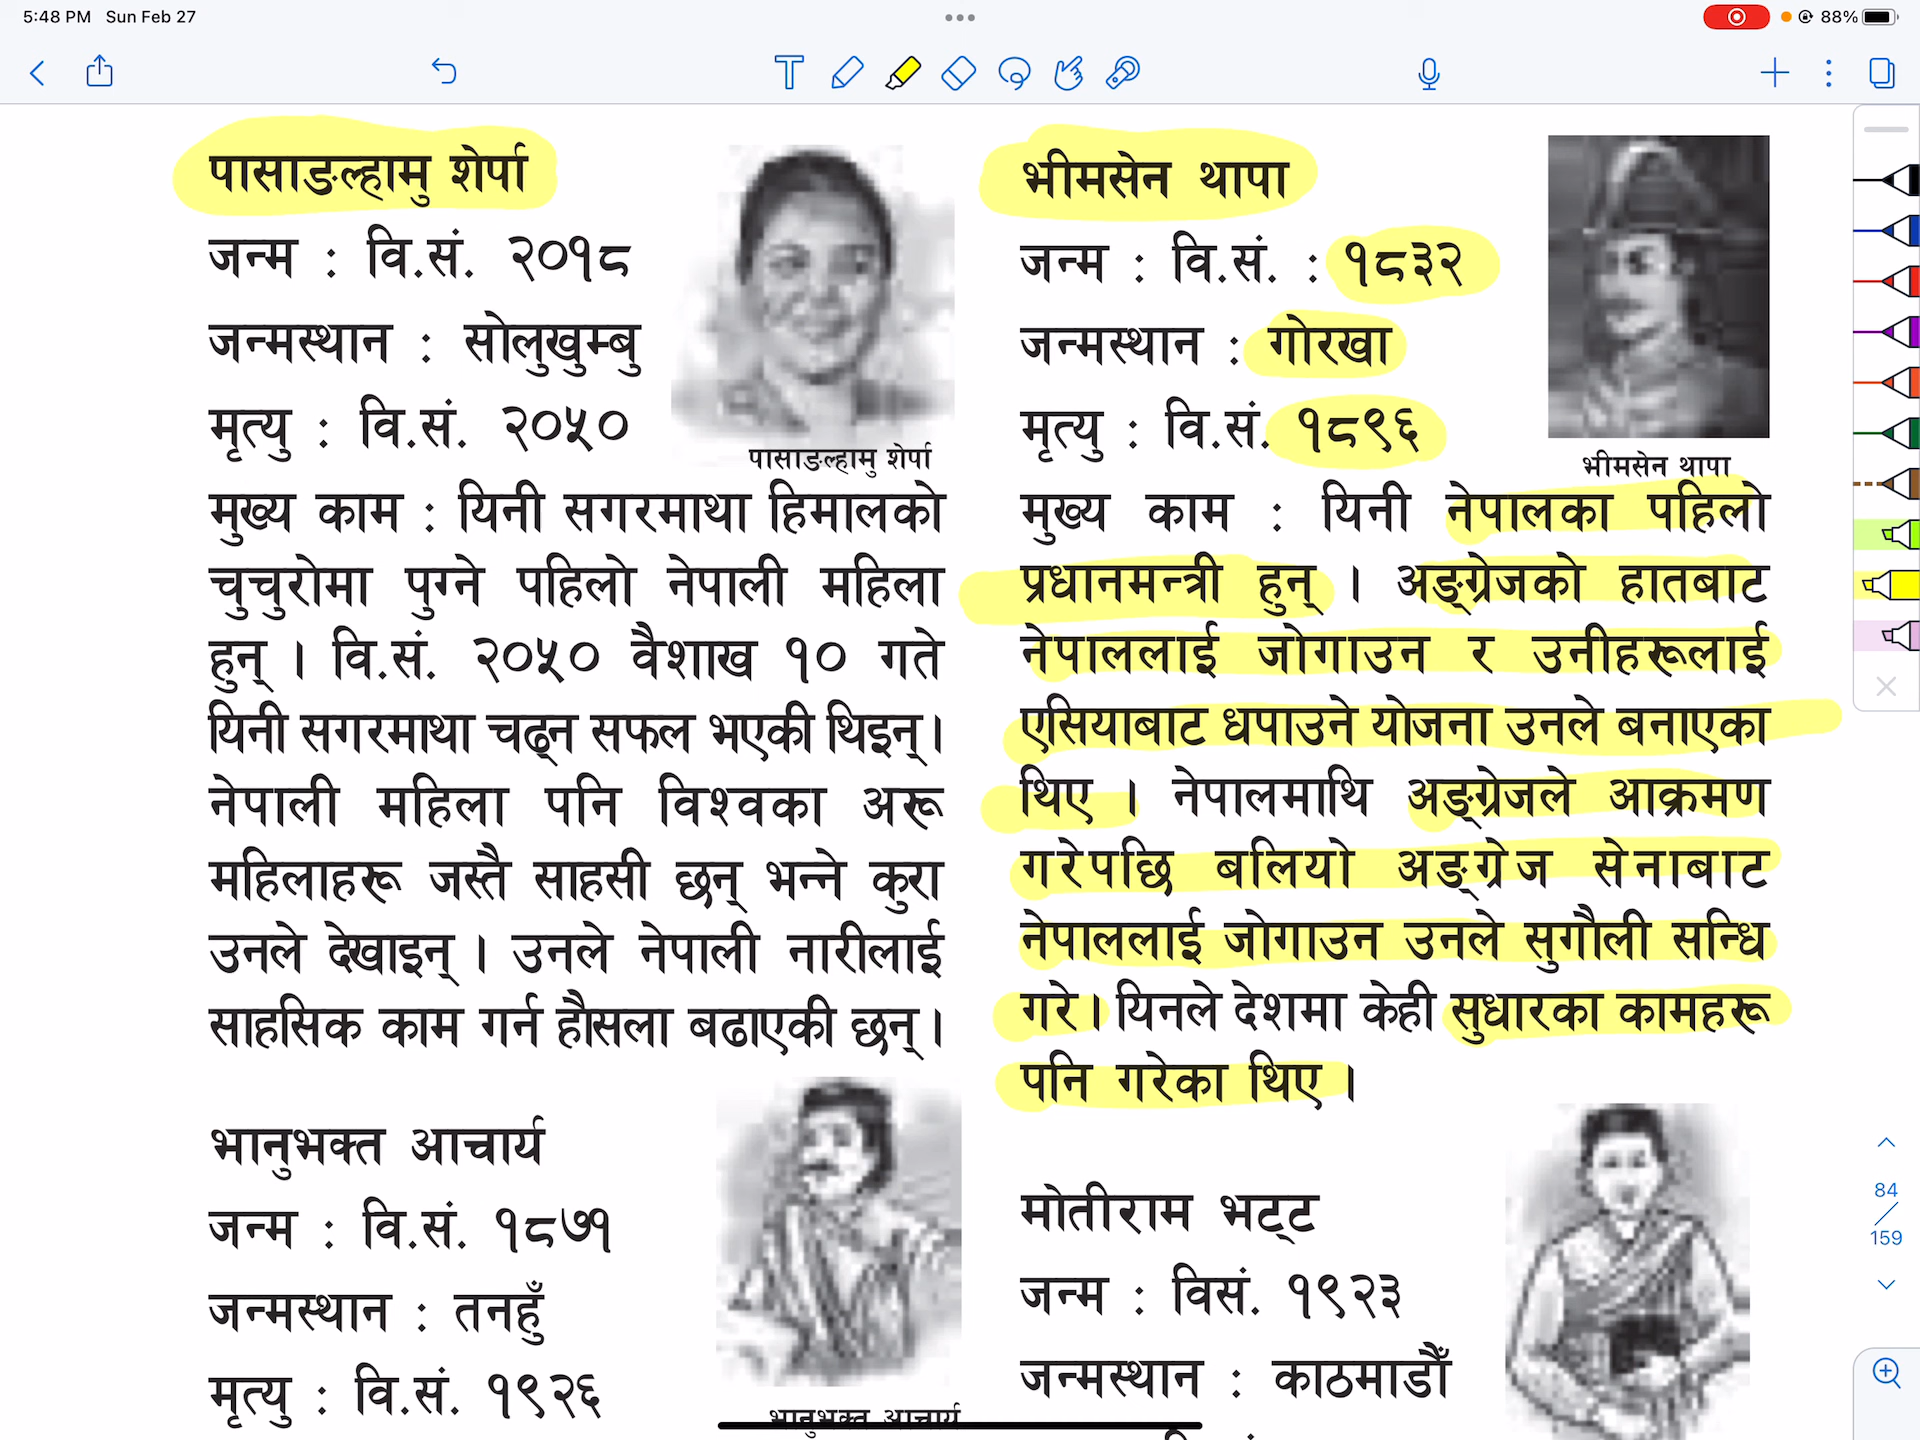 5:48 PM Sun Feb 27
88%
पासाङल्हामु शेर्पा
जन्म : वि.सं. २०१८
जन्मस्थान : सोलुखुम्बु
मृत्यु : वि.सं. २०५०
पासाङल्हामु शेर्पा
मुख्य काम : यिनी सगरमाथा हिमालको
चुचुरोमा पुग्ने पहिलो नेपाली महिला
हुन् । वि.सं. २०५० वैशाख १० गते
यिनी सगरमाथा चढ्न सफल भएकी थिइन्।
नेपाली महिला पनि विश्वका अरू
महिलाहरू जस्तै साहसी छन् भन्ने कुरा
उनले देखाइन् । उनले नेपाली नारीलाई
साहसिक काम गर्न हौसला बढाएकी छन्।
भानुभक्त आचार्य
जन्म : वि.सं. १८७१
जन्मस्थान : तनहुँ
मृत्यु : वि.सं. १९२६
भानुभक्त आचार्य
भीमसेन थापा
जन्म : वि.सं. : १८३२
जन्मस्थान : गोरखा
मृत्यु : वि.सं. १८९६
भीमसेन थापा
मुख्य काम : यिनी नेपालका पहिलो
प्रधानमन्त्री हुन् । अङ्ग्रेजको हातबाट
नेपाललाई जोगाउन र उनीहरूलाई
एसियाबाट धपाउने योजना उनले बनाएका
थिए । नेपालमाथि अङ्ग्रेजले आक्रमण
गरेपछि बलियो अङ्ग्रेज सेनाबाट
नेपाललाई जोगाउन उनले सुगौली सन्धि
गरे। यिनले देशमा केही सुधारका कामहरू
पनि गरेका थिए ।
मोतीराम भट्ट
जन्म : विसं. १९२३
जन्मस्थान : काठमाडौँ
84
/
159